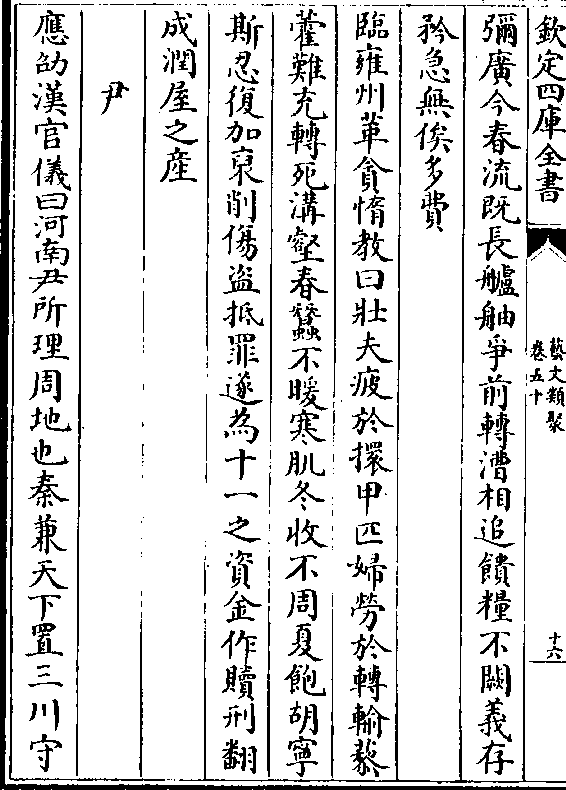 欽定四庫全書
藝文類聚
卷五十
十六
彌廣今春流既長艫舳爭前轉漕相追饋糧不闕義存
矜急無俟多費
臨雍州革貪惰教曰壯夫疲於擐甲匹婦勞於轉輸藜
藿難充轉死溝壑春蠶不暖寒肌冬收不周夏飽胡寧
斯忍復加裒削傷盜抵罪遂為十一之資金作贖刑翻
成潤屋之產
尹
應劭漢官儀曰河南尹所理周地也秦兼天下置三川守